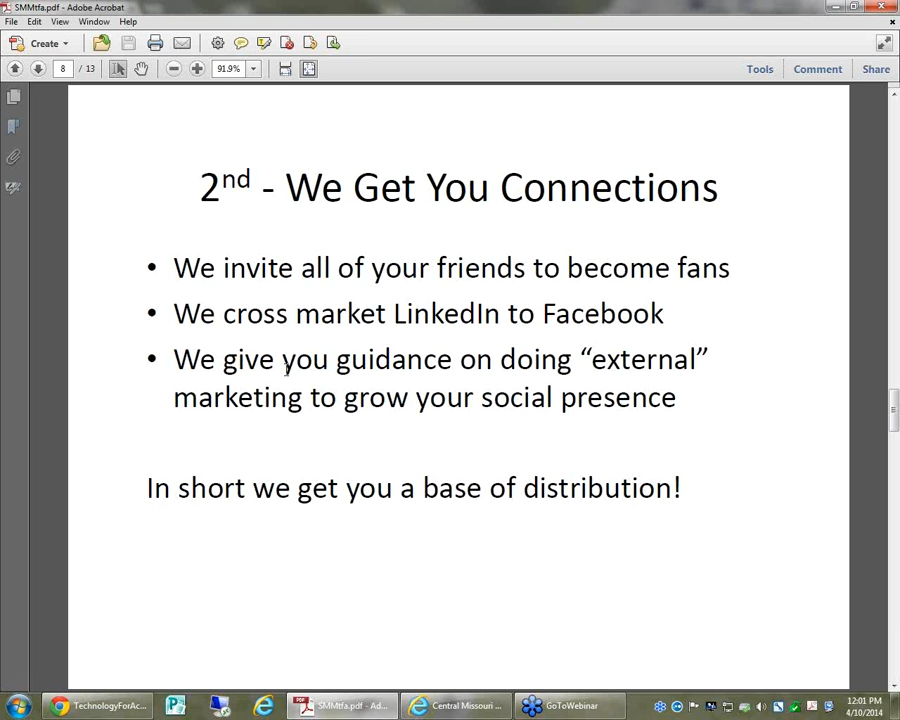 SMMtfa.pdf - Adobe Acrobat
File Edit View Window Help
Create
8 / 13 91.9% Tools Comment Share
2nd - We Get You Connections
• We invite all of your friends to become fans
• We cross market LinkedIn to Facebook
• We give you guidance on doing “external”
marketing to grow your social presence
In short we get you a base of distribution!
TechnologyForAc... SMMtfa.pdf - Ad... Central Missouri ... GoToWebinar 12:01 PM
4/10/2014